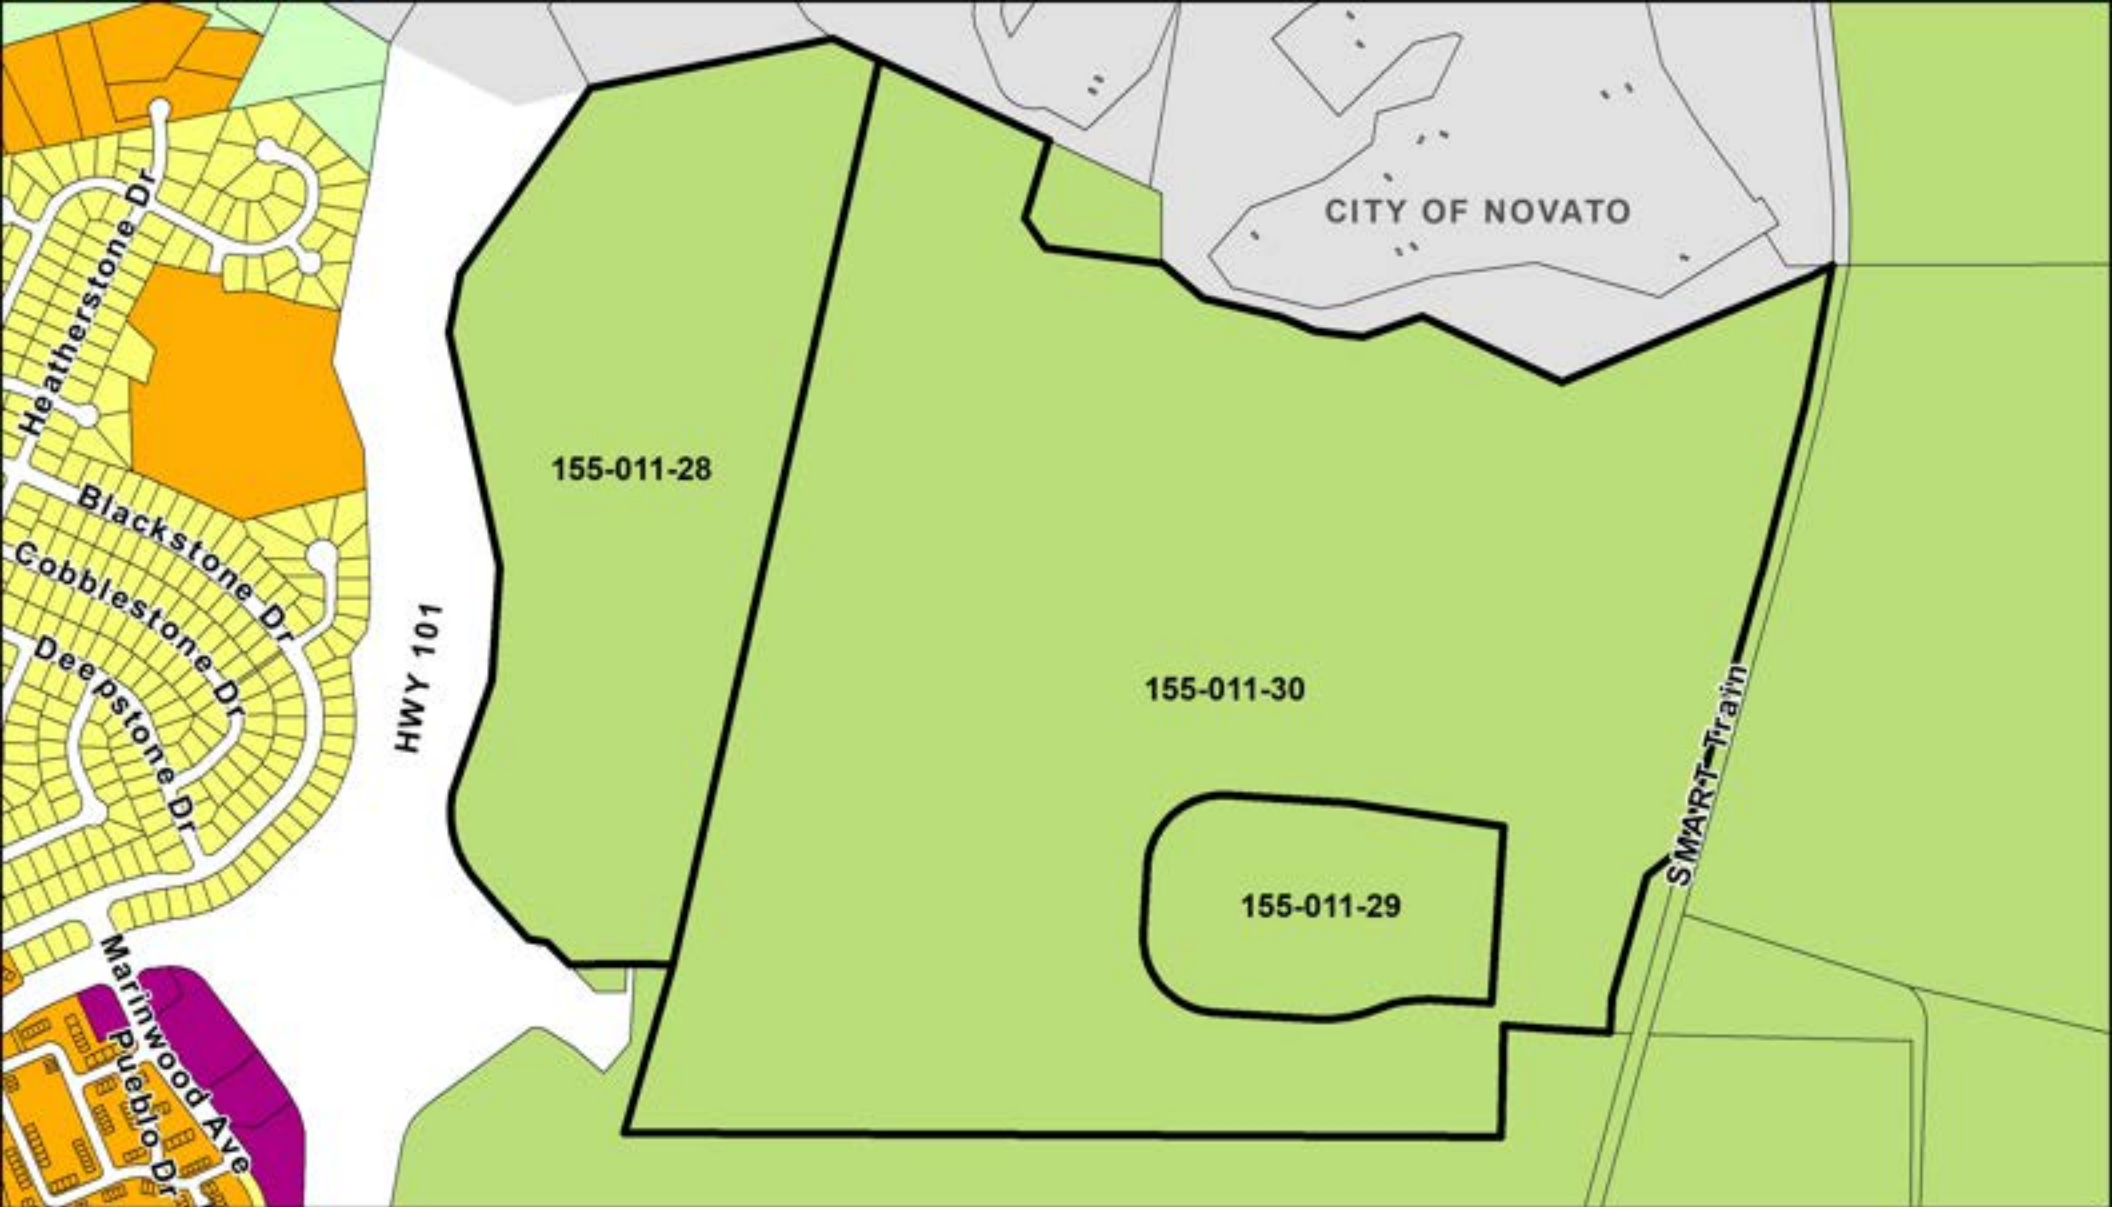 CITY OF NOVATO
Heatherstone Dr
155-011-28
Blackstone Dr
Cobblestone Dr
Deepstone Dr
HWY 101
155-011-30
SMART Train
155-011-29
Marinwood Ave
Pueblo Dr